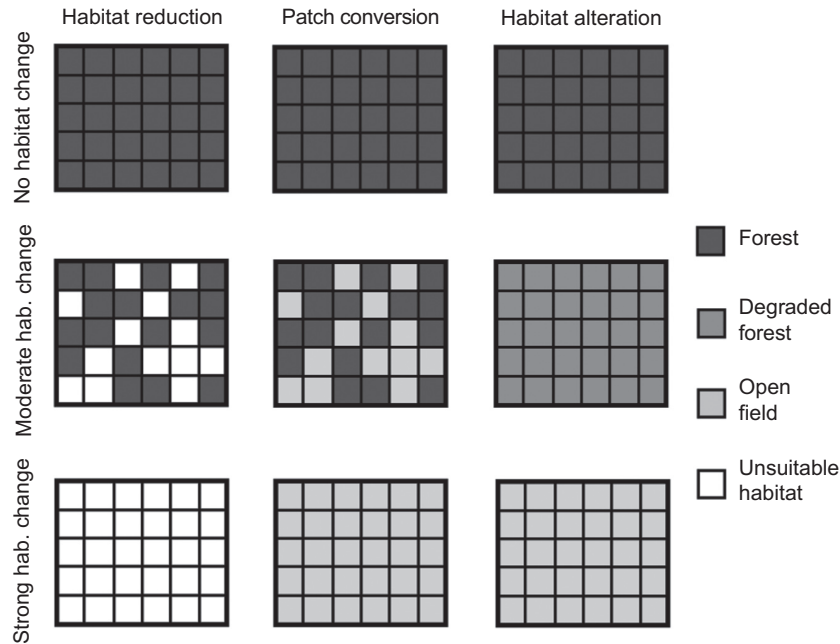 Habitat reduction
Patch conversion
Habitat alteration
No habitat change
Moderate hab. change
Strong hab. change
Forest
Degraded
forest
Open
field
Unsuitable
habitat